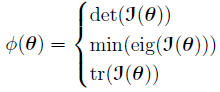 det(𝕴(𝜽))
ϕ(𝜽) = { min(eig(𝕴(𝜽)))
tr(𝕴(𝜽))